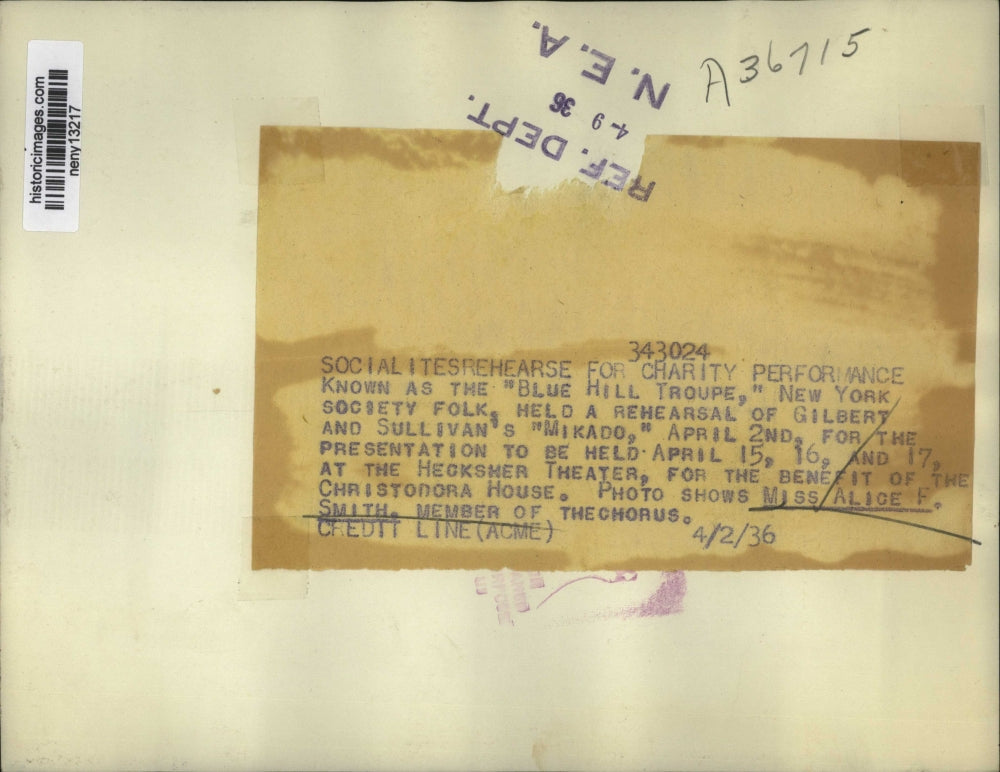 historicimages.com
neny13217
N.E.A.
4-9 36
REF. DEPT.
A36715
343024
SOCIALITESREHEARSE FOR CHARITY PERFORMANCE
KNOWN AS THE "BLUE HILL TROUPE," NEW YORK
SOCIETY FOLK, HELD A REHEARSAL OF GILBERT
AND SULLIVAN'S "MIKADO," APRIL 2ND, FOR THE
PRESENTATION TO BE HELD APRIL 15, 16, AND 17,
AT THE HECKSHER THEATER, FOR THE BENEFIT OF THE
CHRISTODORA HOUSE. PHOTO SHOWS MISS ALICE F.
SMITH, MEMBER OF THECHORUS.
CREDIT LINE(ACME) 4/2/36